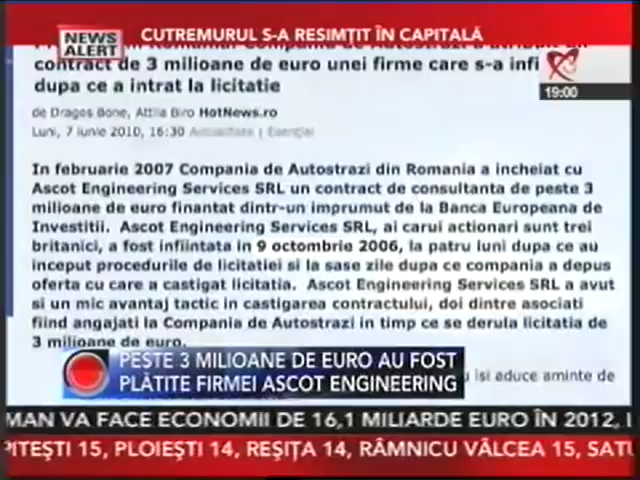 NEWS ALERT
CUTREMURUL S-A RESIMȚIT ÎN CAPITALĂ
contract de 3 milioane de euro unei firme care s-a infi
dupa ce a intrat la licitatie
19:00
de Dragos Bone, Attila Biro HotNews.ro
Luni, 7 iunie 2010, 16:30 Actualitate | Esenţial
In februarie 2007 Compania de Autostrazi din Romania a incheiat cu
Ascot Engineering Services SRL un contract de consultanta de peste 3
milioane de euro finantat dintr-un imprumut de la Banca Europeana de
Investitii. Ascot Engineering Services SRL, ai carui actionari sunt trei
britanici, a fost infiintata in 9 octombrie 2006, la patru luni dupa ce au
inceput procedurile de licitatiei si la sase zile dupa ce compania a depus
oferta cu care a castigat licitatia. Ascot Engineering Services SRL a avut
si un mic avantaj tactic in castigarea contractului, doi dintre asociati
fiind angajati la Compania de Autostrazi in timp ce se derula licitatia de
3 milioane de euro.
PESTE 3 MILIOANE DE EURO AU FOST
PLĂTITE FIRMEI ASCOT ENGINEERING
isi aduce aminte de
MAN VA FACE ECONOMII DE 16,1 MILIARDE EURO ÎN 2012, I
PITEȘTI 15, PLOIEȘTI 14, REȘIȚA 14, RÂMNICU VÂLCEA 15, SATU